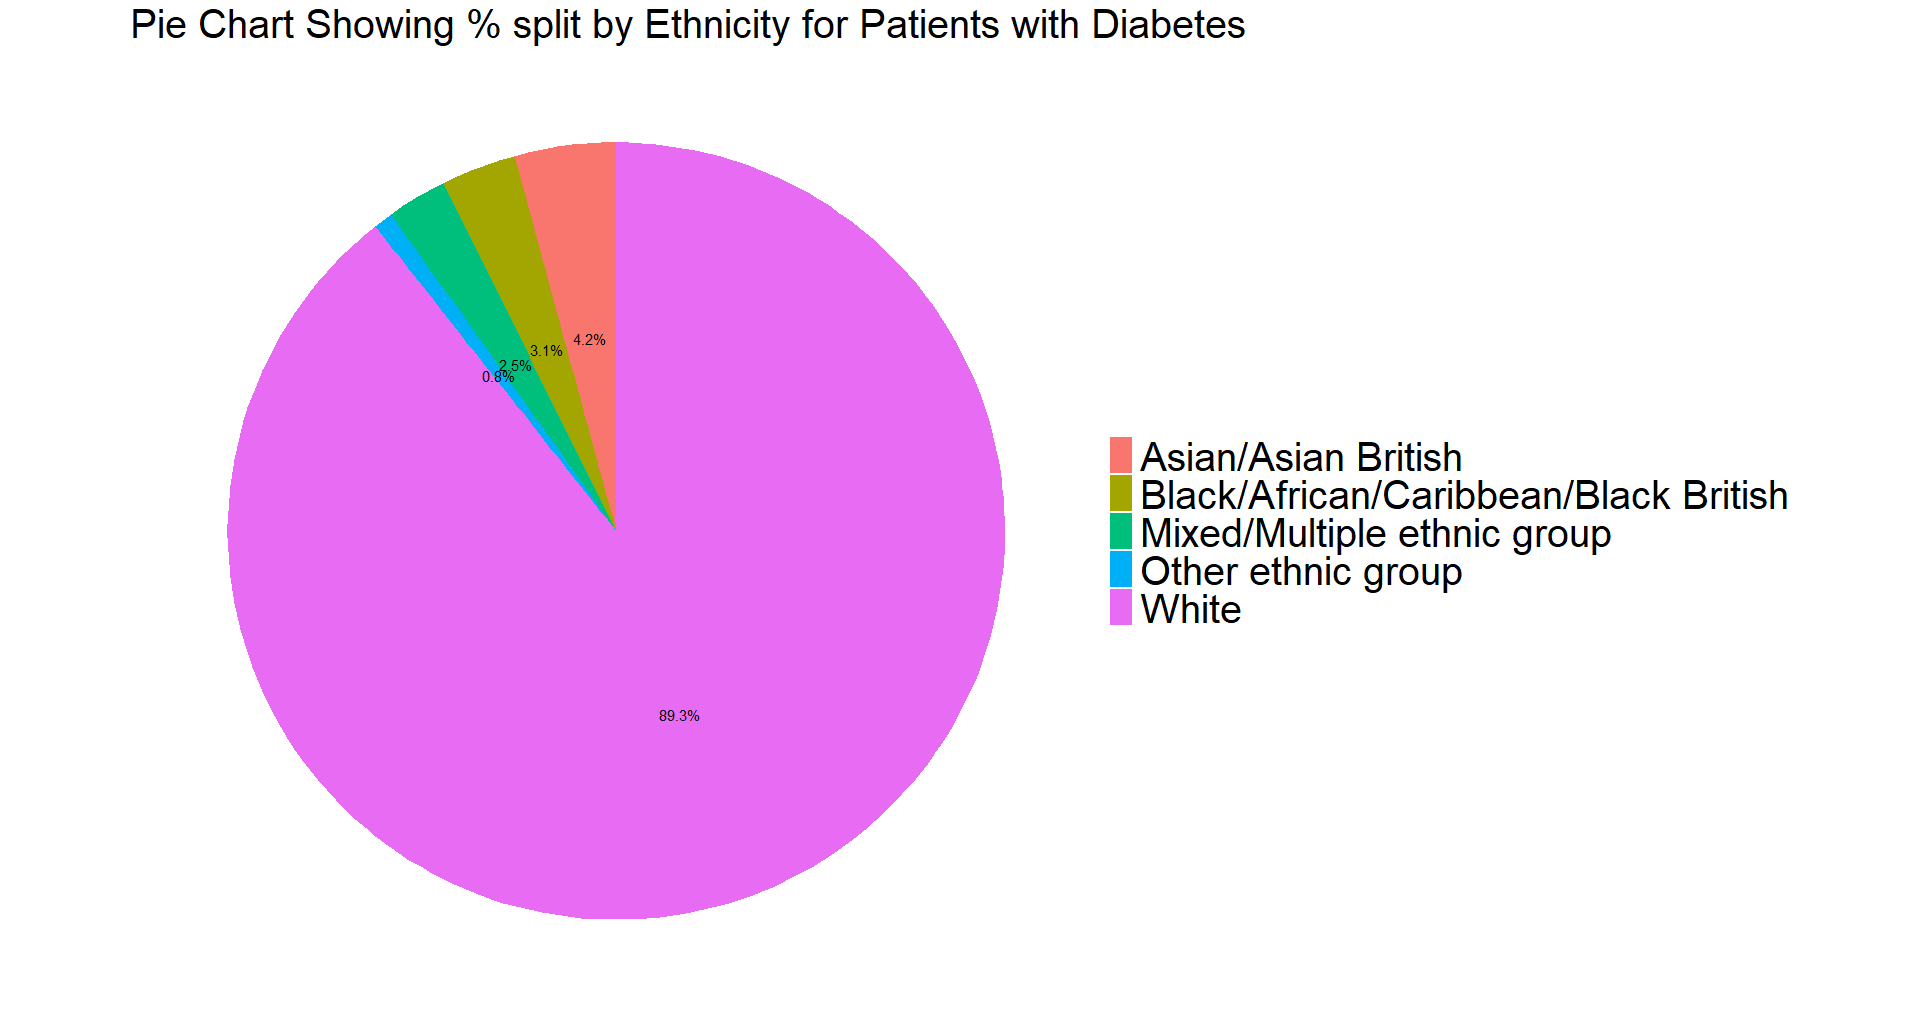 Pie Chart Showing % split by Ethnicity for Patients with Diabetes
4.2%
3.1%
2.5%
0.8%
89.3%
Asian/Asian British
Black/African/Caribbean/Black British
Mixed/Multiple ethnic group
Other ethnic group
White